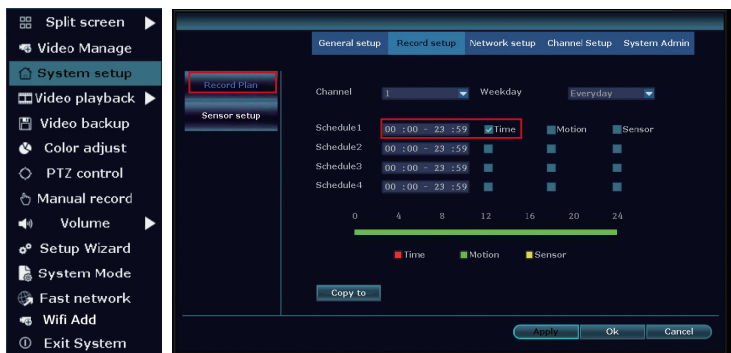 Split screen
Video Manage
System setup
Video playback
Video backup
Color adjust
PTZ control
Manual record
Volume
Setup Wizard
System Mode
Fast network
Wifi Add
Exit System
General setup Record setup Network setup Channel Setup System Admin
Record Plan
Sensor setup
Channel 1 Weekday Everyday
Schedule1 00 :00 - 23 :59 Time Motion Sensor
Schedule2 00 :00 - 23 :59
Schedule3 00 :00 - 23 :59
Schedule4 00 :00 - 23 :59
0 4 8 12 16 20 24
Time Motion Sensor
Copy to
Apply Ok Cancel